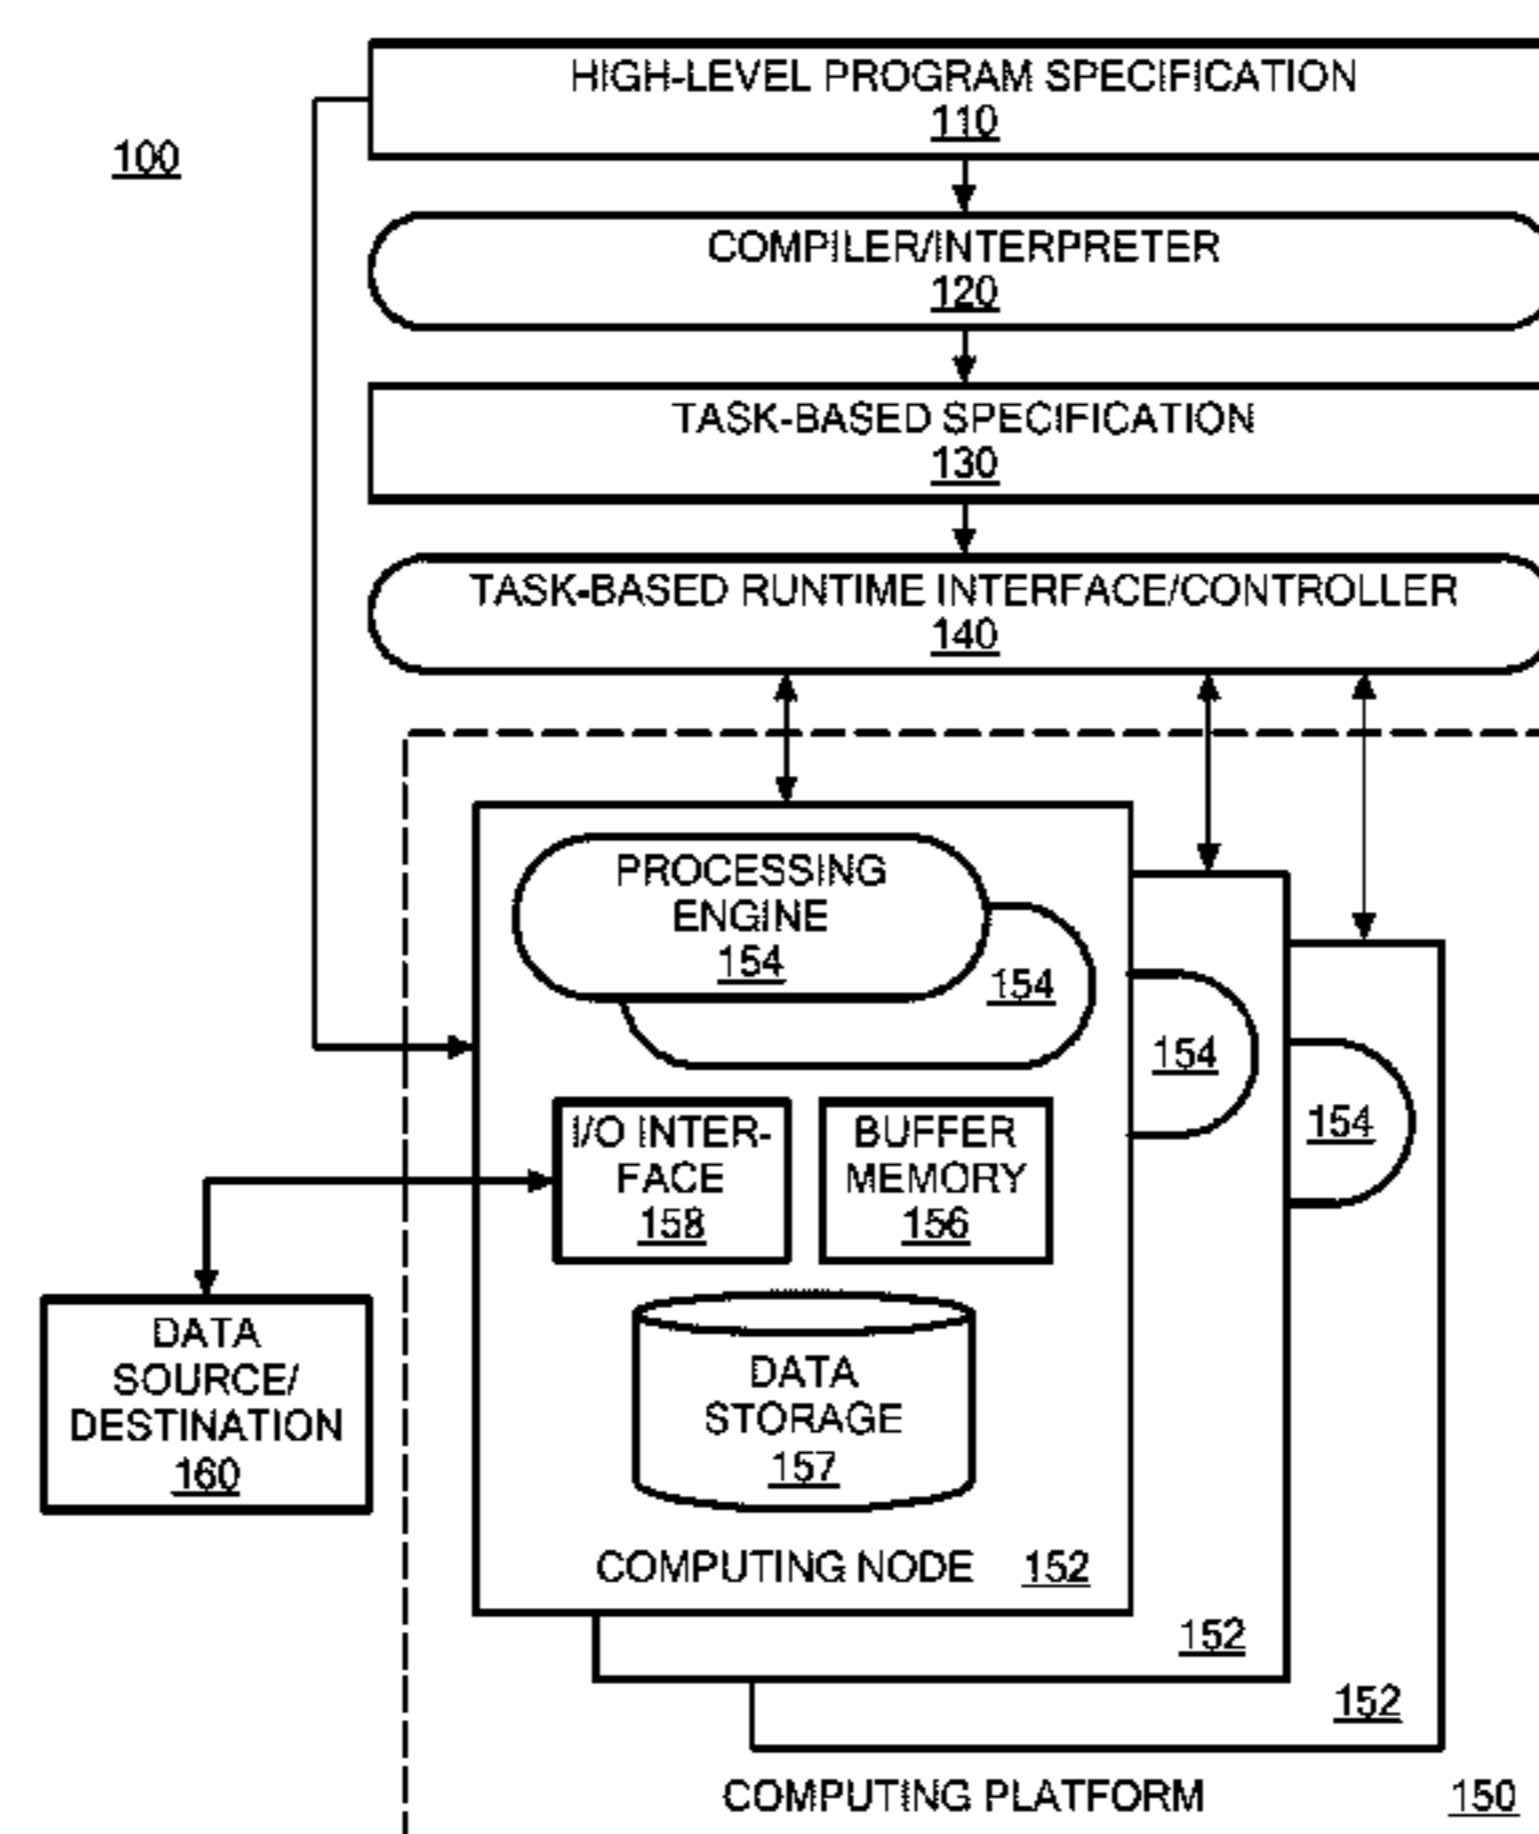 HIGH-LEVEL PROGRAM SPECIFICATION
110
100
COMPILER/INTERPRETER
120
TASK-BASED SPECIFICATION
130
TASK-BASED RUNTIME INTERFACE/CONTROLLER
140
PROCESSING
ENGINE
154
154
154
154
I/O INTER-
FACE
158
BUFFER
MEMORY
156
DATA
SOURCE/
DESTINATION
160
DATA
STORAGE
157
COMPUTING NODE 152
152
152
COMPUTING PLATFORM 150